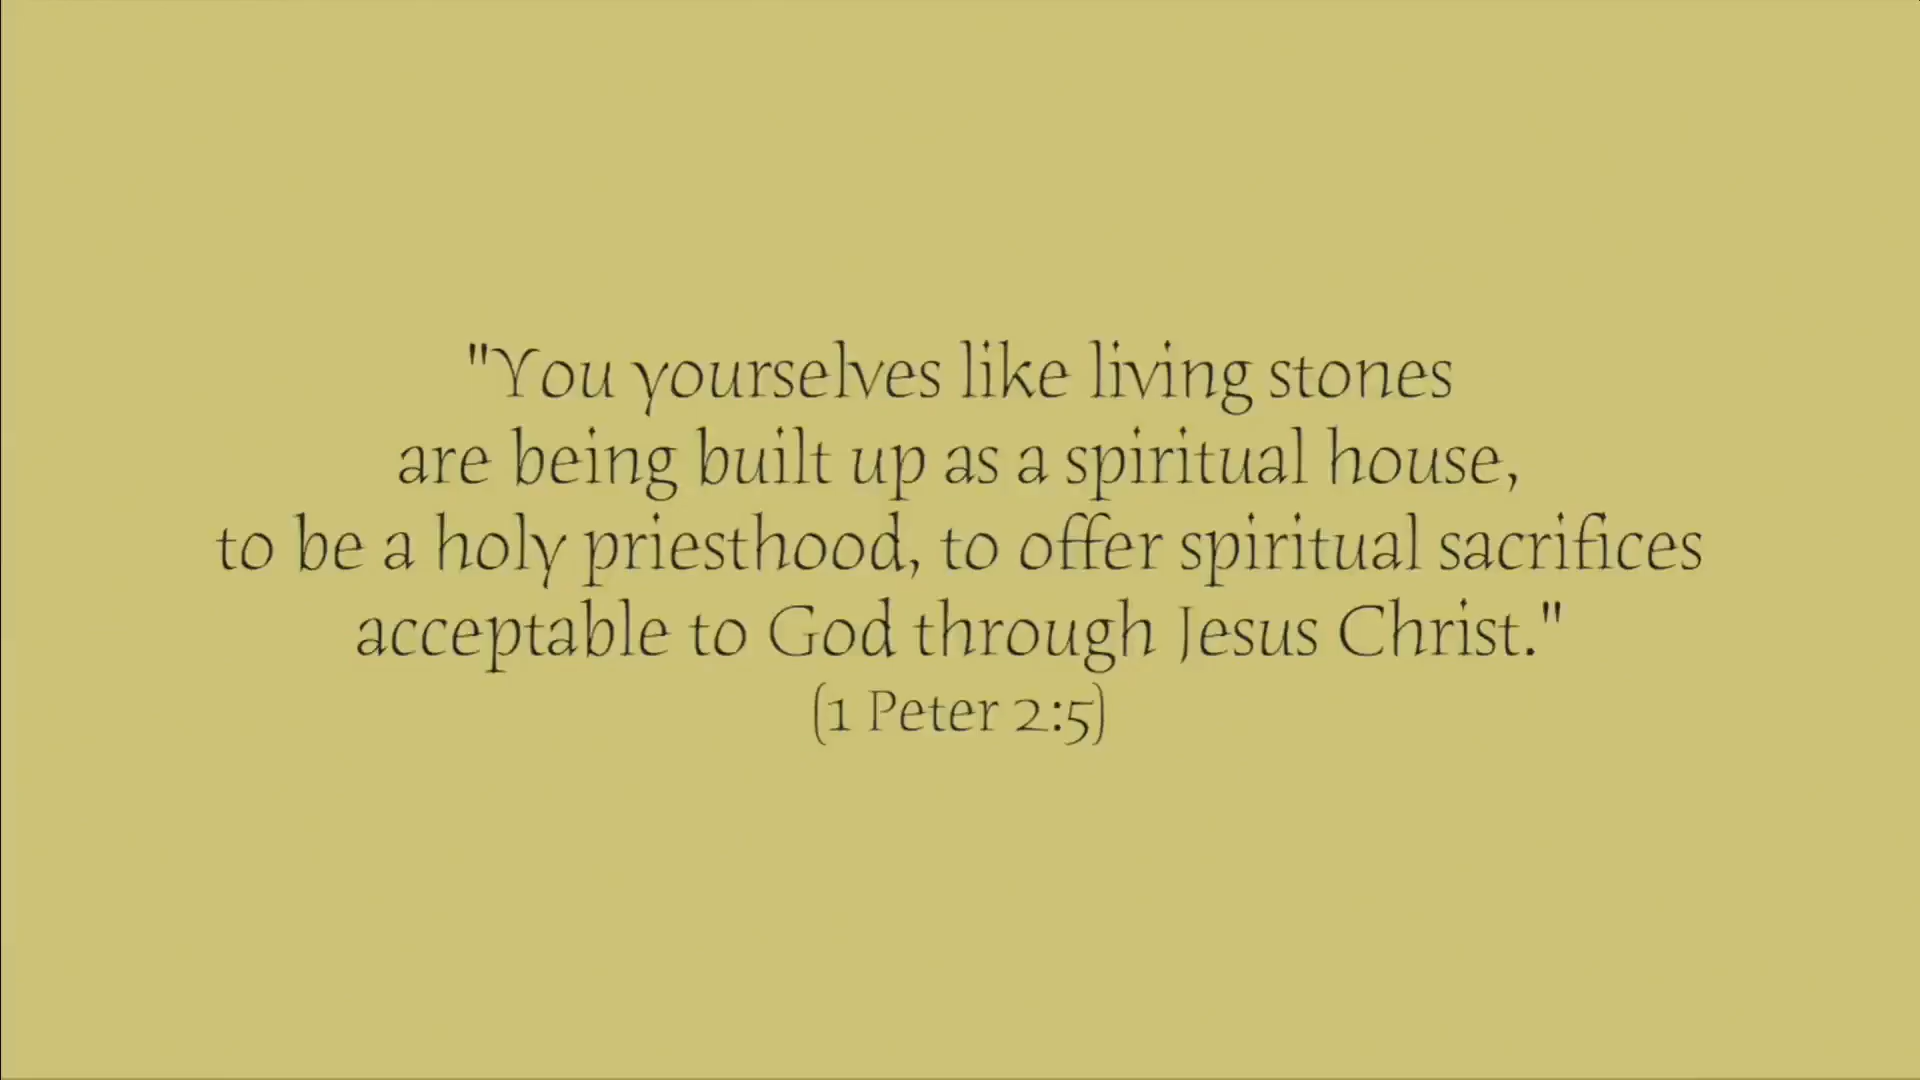 "You yourselves like living stones
are being built up as a spiritual house,
to be a holy priesthood, to offer spiritual sacrifices
acceptable to God through Jesus Christ."
(1 Peter 2:5)